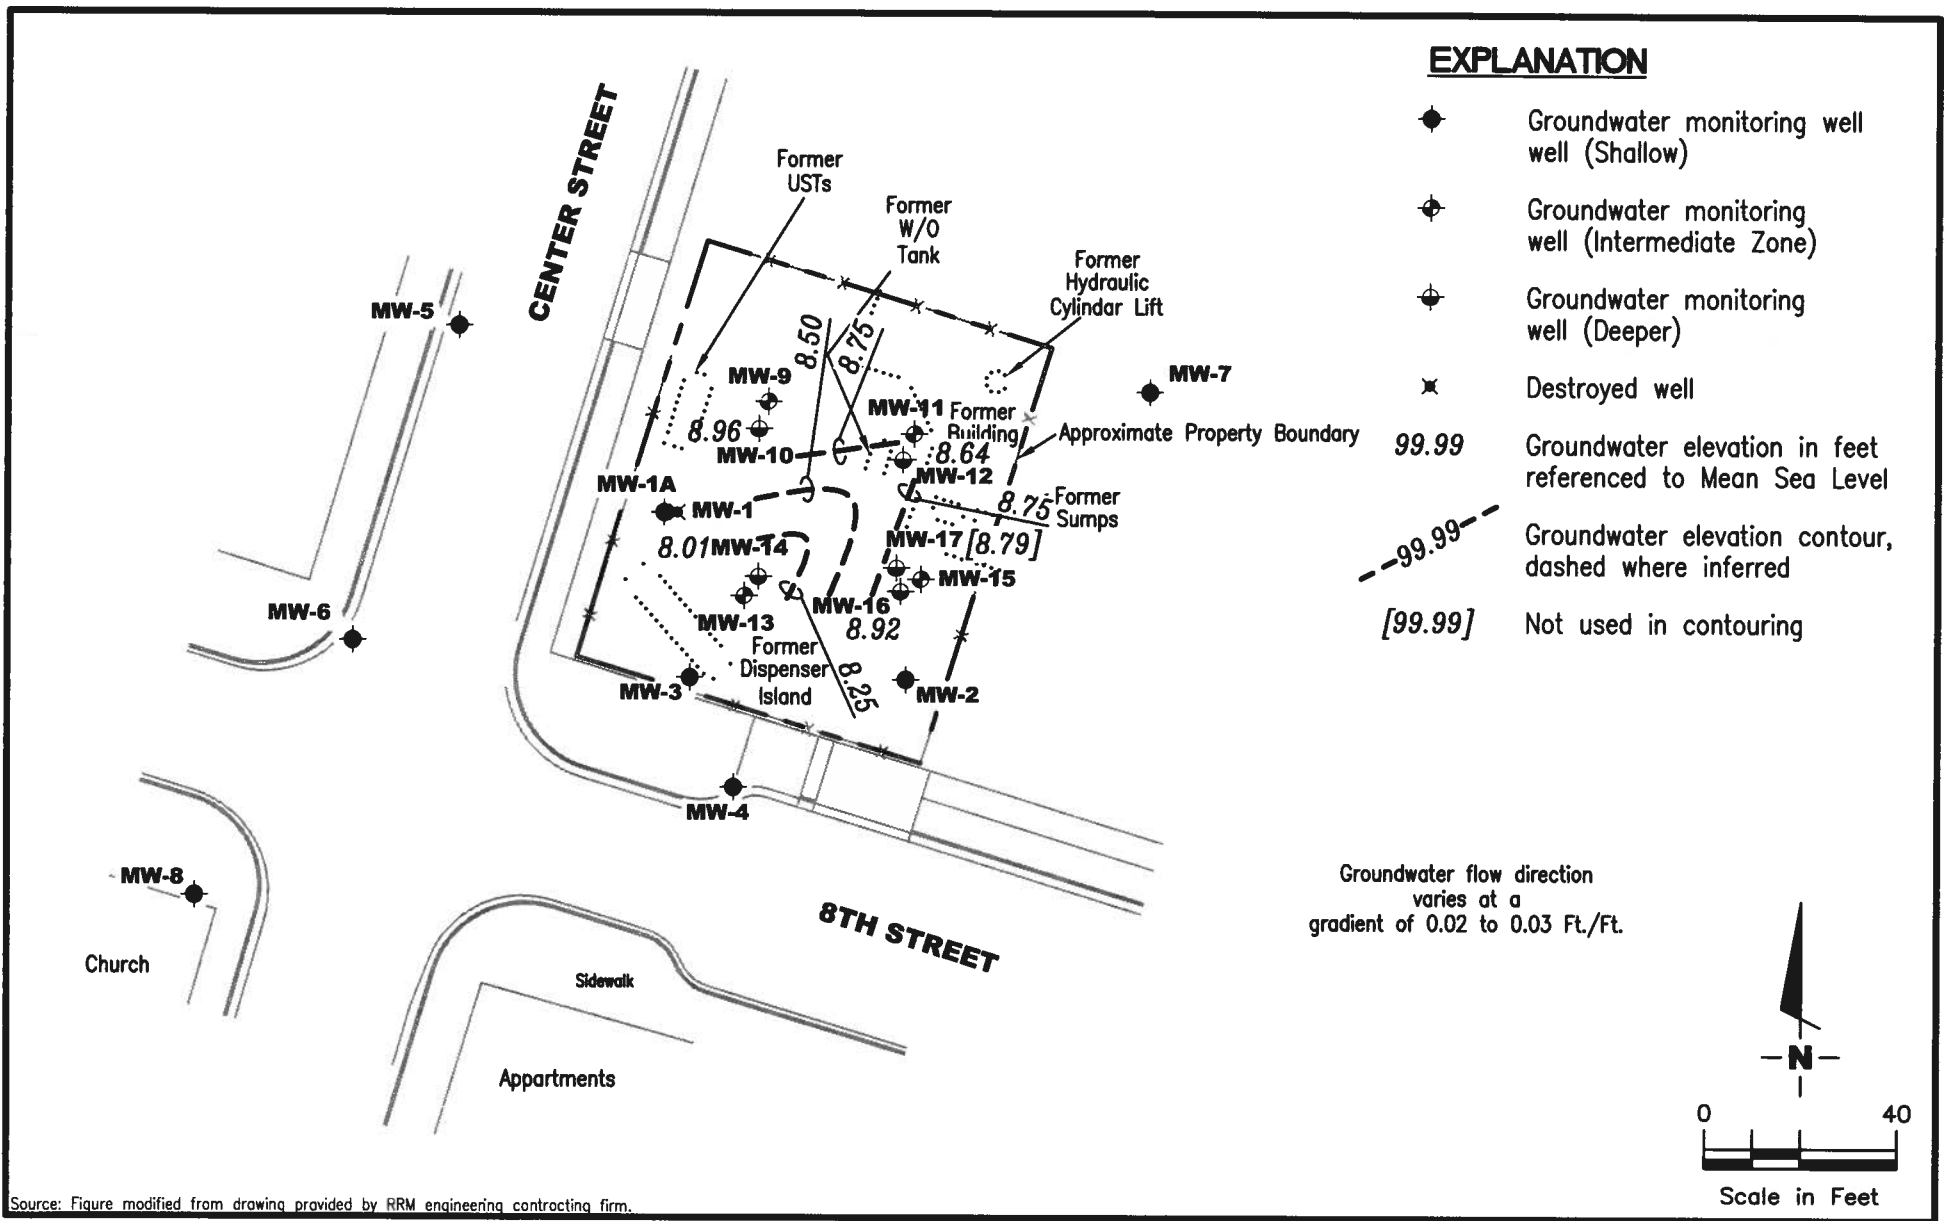 EXPLANATION
Groundwater monitoring well
well (Shallow)
Groundwater monitoring
well (Intermediate Zone)
Groundwater monitoring
well (Deeper)
Destroyed well
99.99
Groundwater elevation in feet
referenced to Mean Sea Level
99.99
Groundwater elevation contour,
dashed where inferred
[99.99]
Not used in contouring
CENTER STREET
Former
USTs
Former
W/O
Tank
Former
Hydraulic
Cylindar Lift
MW-5
8.50
8.75
MW-9
MW-7
MW-11
Former
Building
Approximate Property Boundary
8.96
MW-10
8.64
MW-12
MW-1A
MW-1
8.75
Former
Sumps
8.01
MW-14
MW-17
[8.79]
MW-15
MW-6
MW-13
MW-16
8.92
Former
Dispenser
Island
8.25
MW-3
MW-2
MW-4
MW-8
Church
8TH STREET
Sidewalk
Appartments
Groundwater flow direction
varies at a
gradient of 0.02 to 0.03 Ft./Ft.
N
0 40
Scale in Feet
Source: Figure modified from drawing provided by RRM engineering contracting firm.